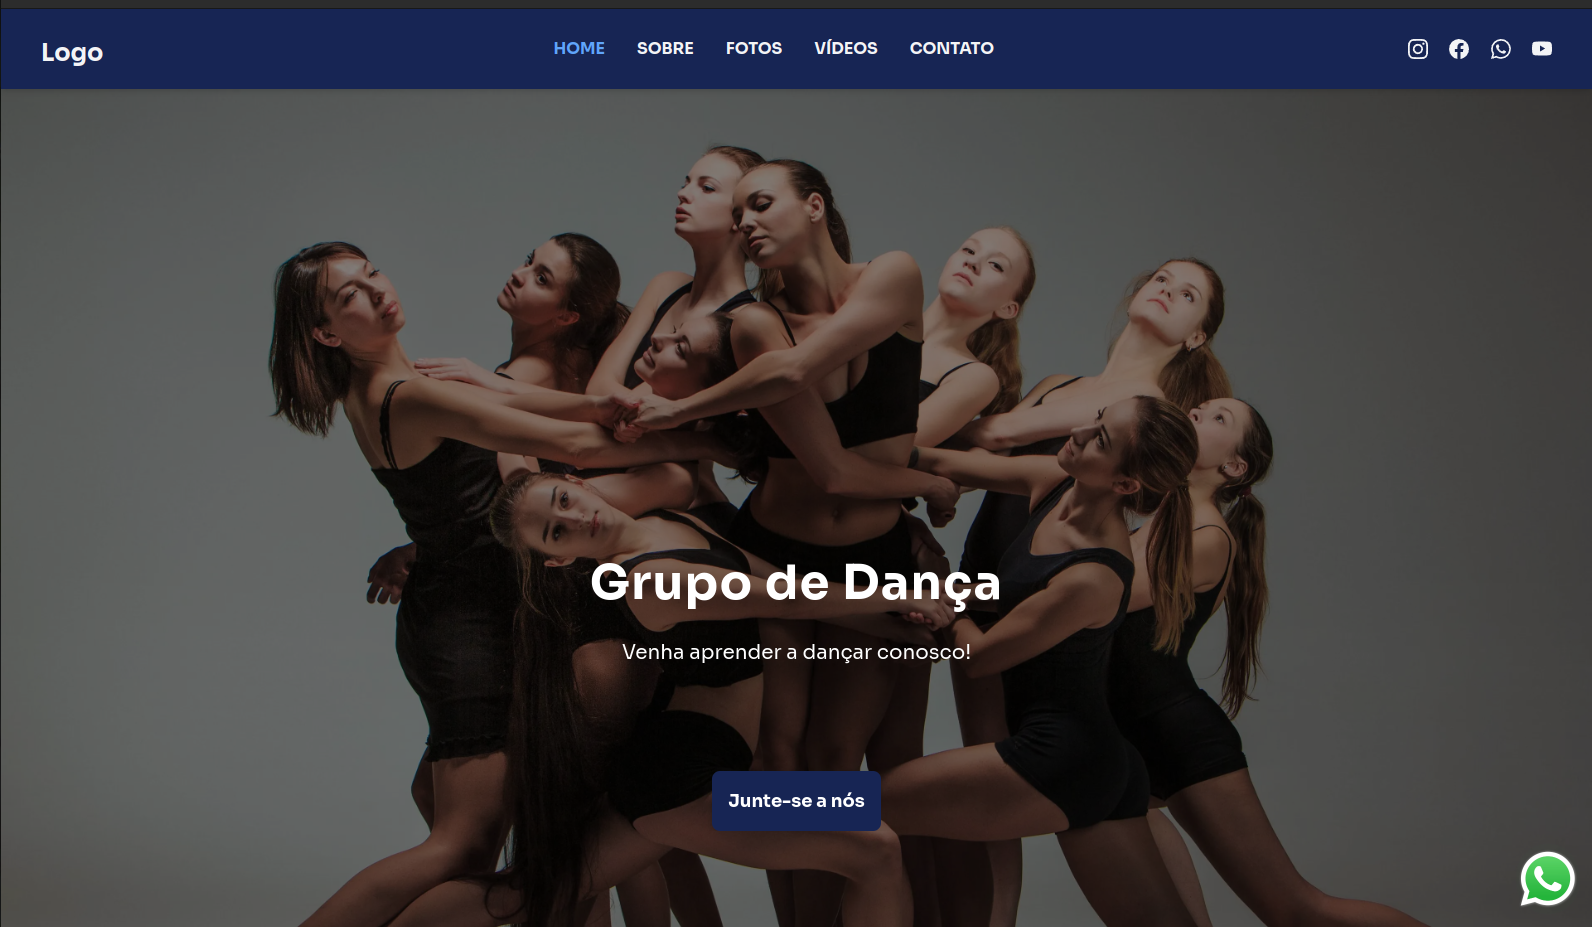 Logo
HOME SOBRE FOTOS VÍDEOS CONTATO
Grupo de Dança
Venha aprender a dançar conosco!
Junte-se a nós